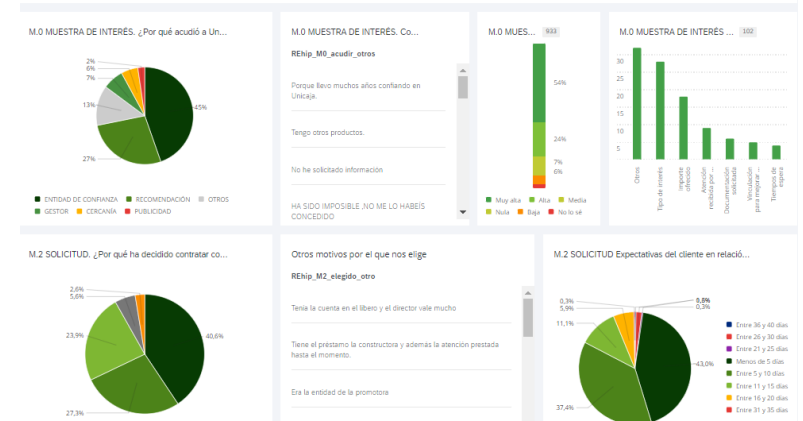 M.0 MUESTRA DE INTERÉS. ¿Por qué acudió a Un...
2%
6%
7%
13%
45%
27%
ENTIDAD DE CONFIANZA RECOMENDACIÓN OTROS
GESTOR CERCANÍA PUBLICIDAD
M.0 MUESTRA DE INTERÉS. Co...
REhip_M0_acudir_otros
Porque llevo muchos años confiando en
Unicaja.
Tengo otros productos.
No he solicitado información
HA SIDO IMPOSIBLE ,NO ME LO HABEÍS
CONCEDIDO
M.0 MUES... 933
54%
24%
7%
6%
Muy alta Alta Media
Nula Baja No lo sé
M.0 MUESTRA DE INTERÉS ... 102
30
25
20
15
10
5
Otros
Tipo de interés
Importe
ofrecido
Atención
recibida por ...
Documentación
solicitada
Vinculación
para mejorar ...
Tiempos de
espera
M.2 SOLICITUD. ¿Por qué ha decidido contratar co...
2,6%
5,6%
23,9%
40,6%
27,3%
Otros motivos por el que nos elige
REhip_M2_elegido_otro
Tenía la cuenta en el libero y el director vale mucho
Tiene el préstamo la constructora y además la atención prestada
hasta el momento.
Era la entidad de la promotora
M.2 SOLICITUD Expectativas del cliente en relació...
0,3%
5,9%
11,1%
0,3%
43,0%
37,4%
Entre 36 y 40 días
Entre 26 y 30 días
Entre 21 y 25 días
Menos de 5 días
Entre 5 y 10 días
Entre 11 y 15 días
Entre 16 y 20 días
Entre 31 y 35 días